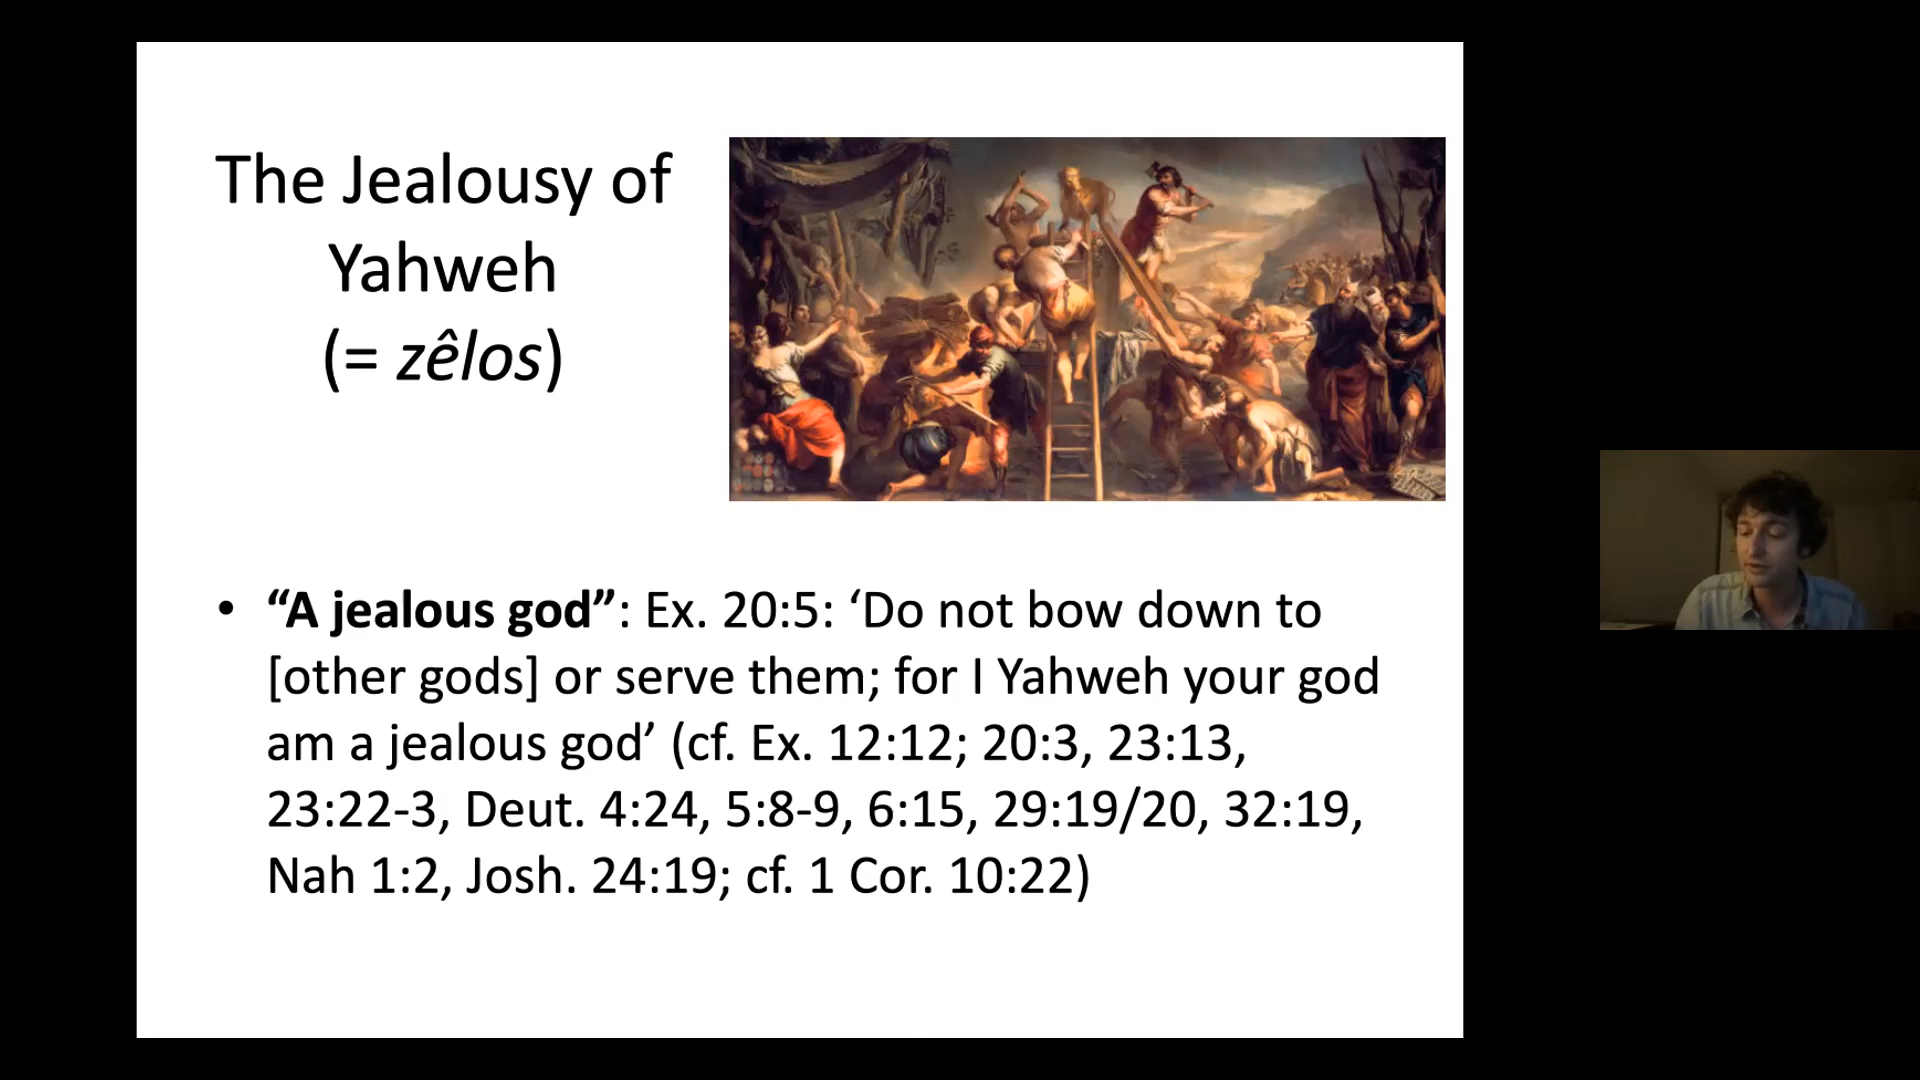 The Jealousy of
Yahweh
(= zêlos)
• “A jealous god”: Ex. 20:5: ‘Do not bow down to
[other gods] or serve them; for I Yahweh your god
am a jealous god’ (cf. Ex. 12:12; 20:3, 23:13,
23:22-3, Deut. 4:24, 5:8-9, 6:15, 29:19/20, 32:19,
Nah 1:2, Josh. 24:19; cf. 1 Cor. 10:22)